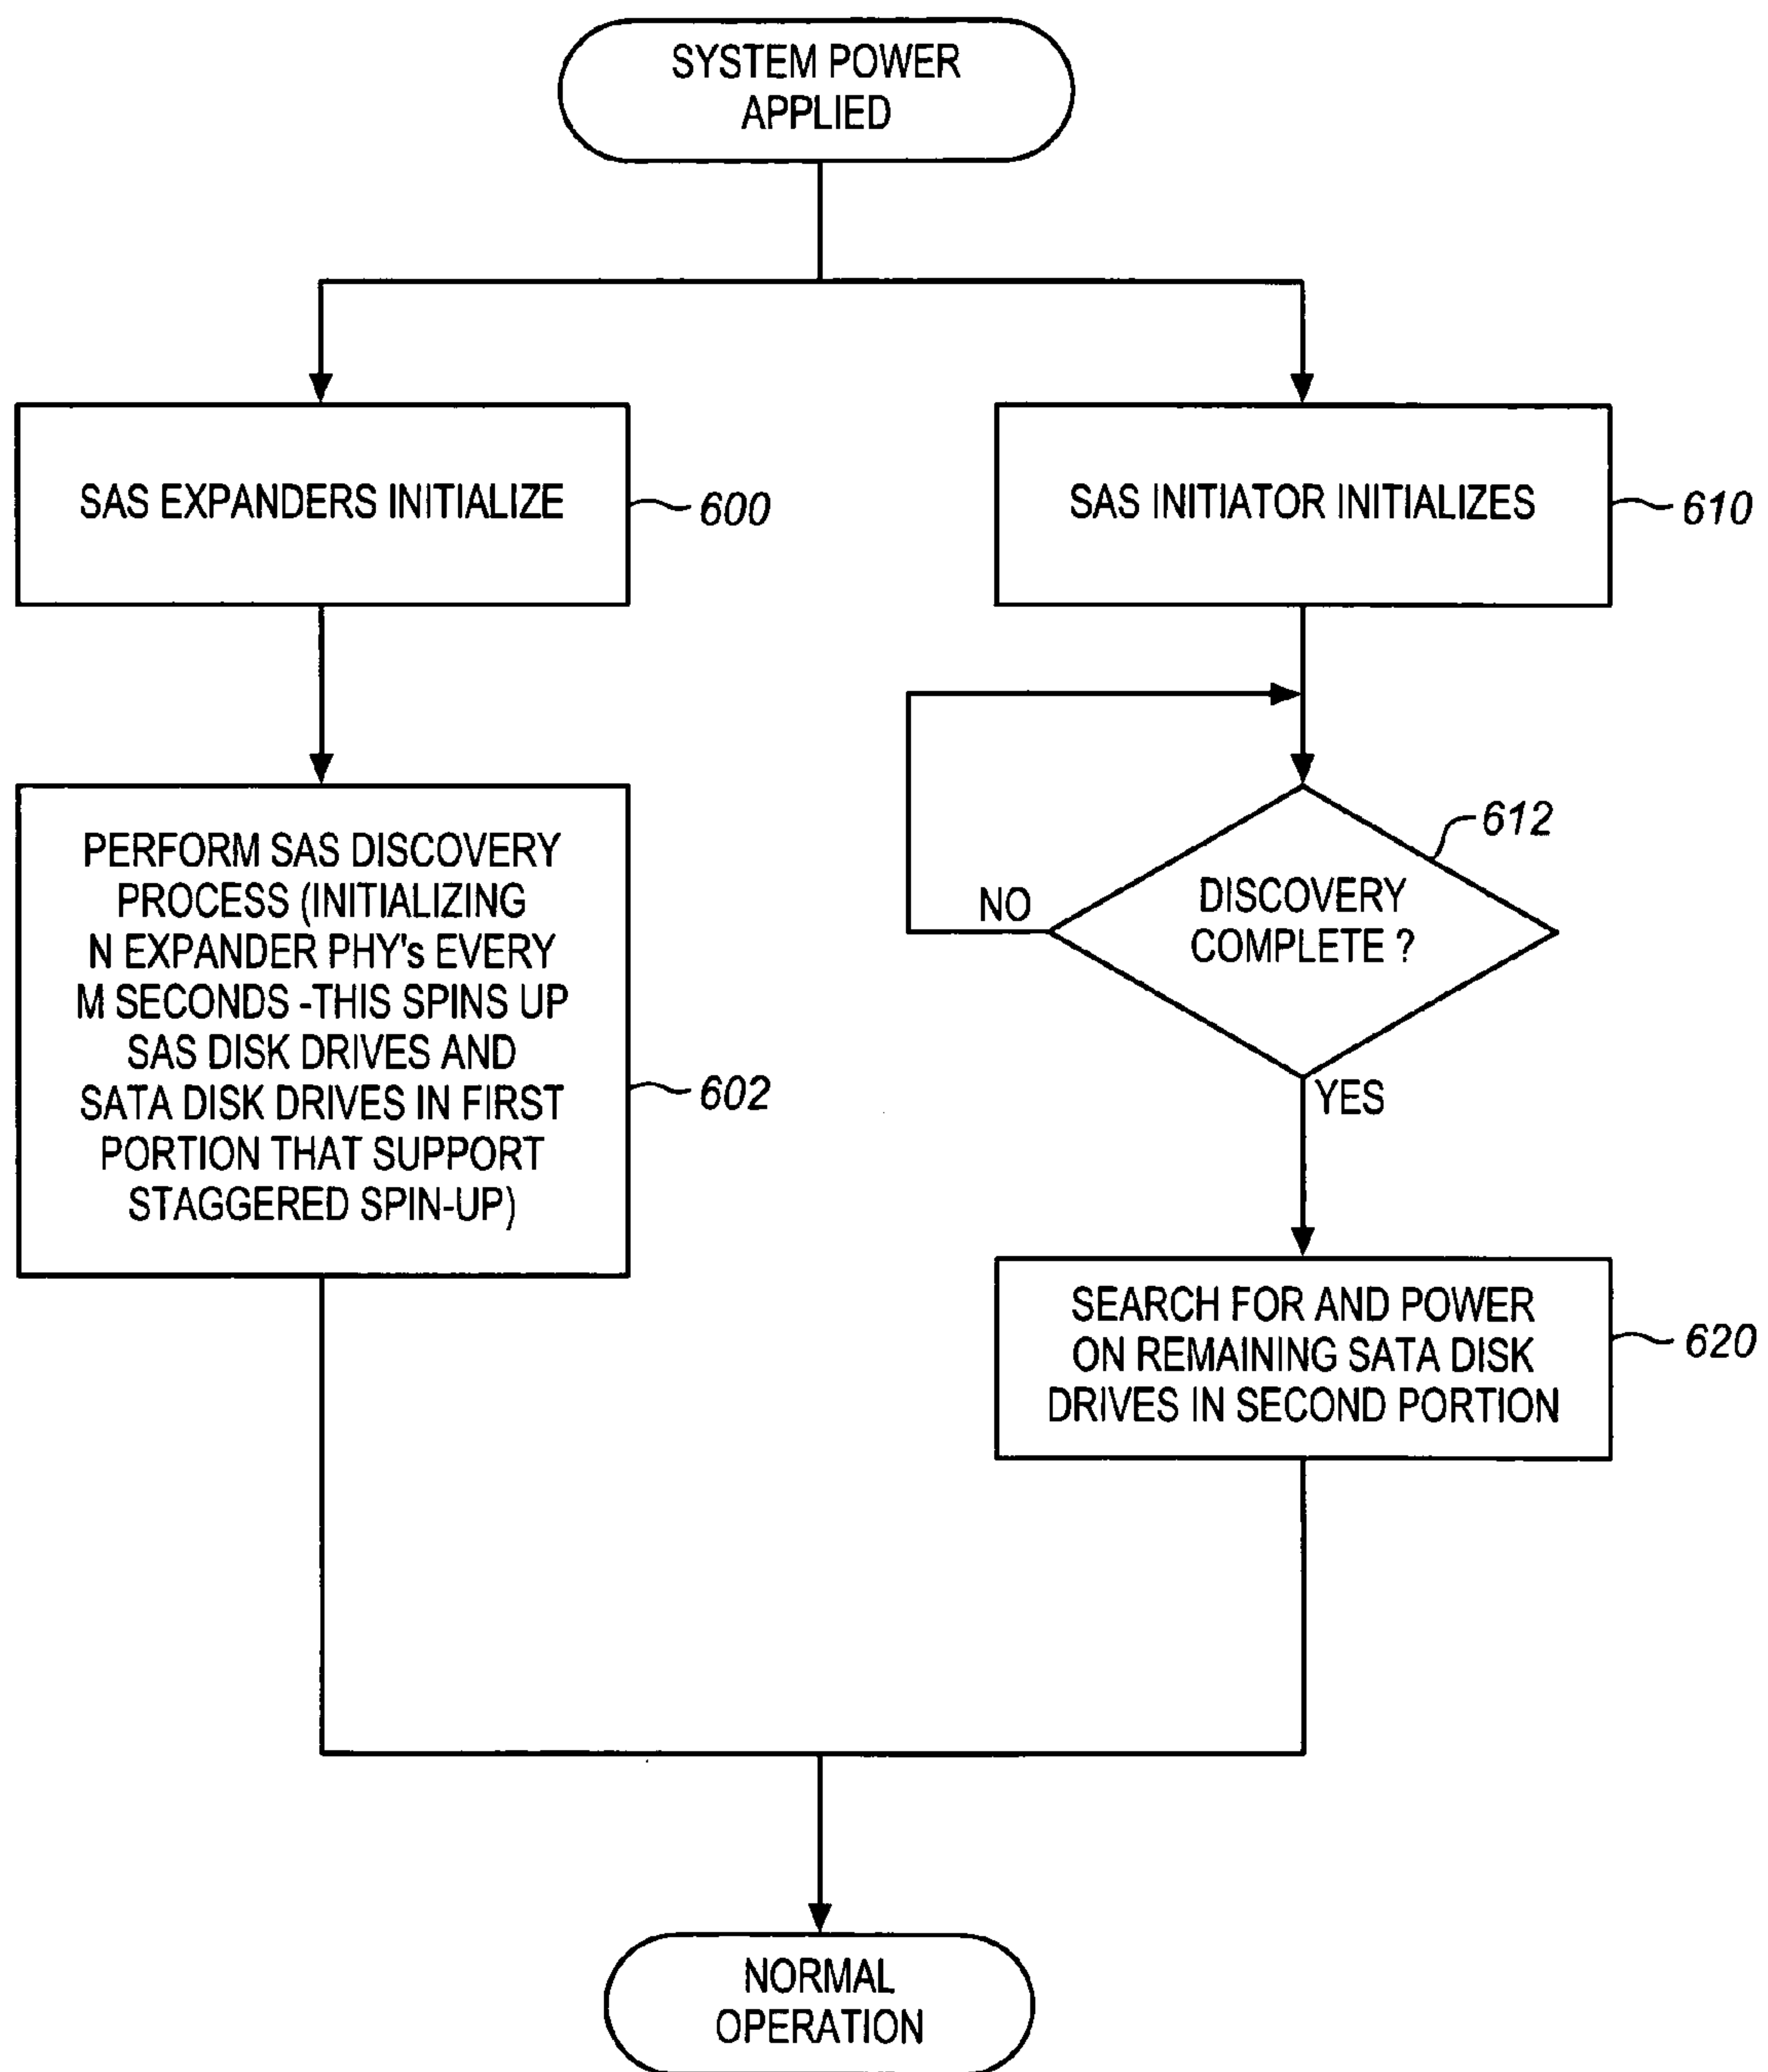 SYSTEM POWER
APPLIED
SAS EXPANDERS INITIALIZE
600
SAS INITIATOR INITIALIZES
610
PERFORM SAS DISCOVERY
PROCESS (INITIALIZING
N EXPANDER PHY's EVERY
M SECONDS -THIS SPINS UP
SAS DISK DRIVES AND
SATA DISK DRIVES IN FIRST
PORTION THAT SUPPORT
STAGGERED SPIN-UP)
602
612
DISCOVERY
COMPLETE ?
NO
YES
SEARCH FOR AND POWER
ON REMAINING SATA DISK
DRIVES IN SECOND PORTION
620
NORMAL
OPERATION